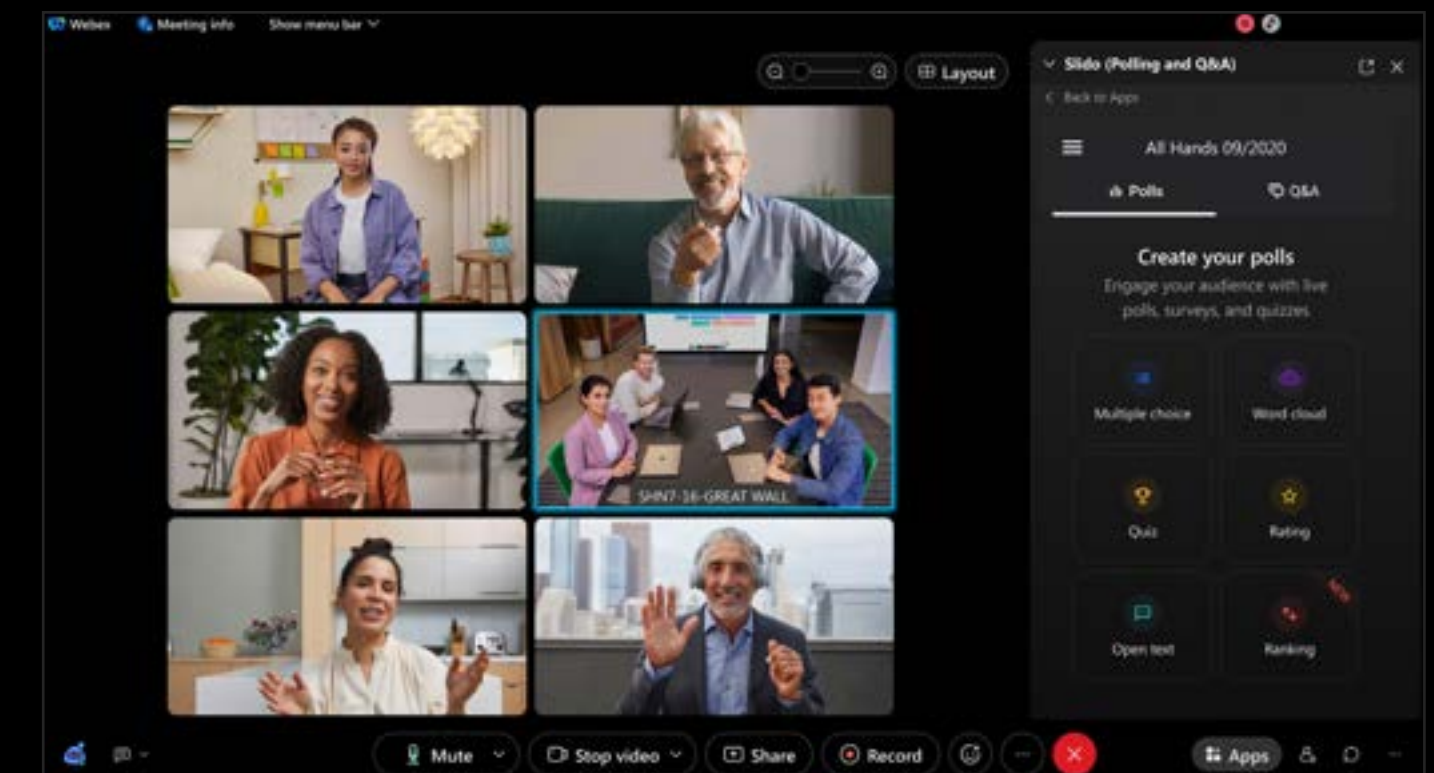 Webex
Meeting info
Show menu bar
Layout
Slido (Polling and Q&A)
Back to Apps
All Hands 09/2020
Polls
Q&A
Create your polls
Engage your audience with live
polls, surveys, and quizzes
Multiple choice
Word cloud
Quiz
Rating
Open text
Ranking
SHN7-16-GREAT WALL
Mute
Stop video
Share
Record
Apps